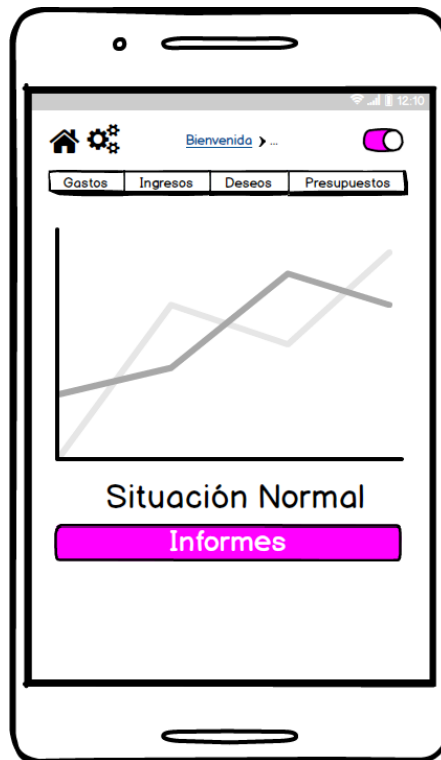 12:10
Bienvenida > ...
Gastos Ingresos Deseos Presupuestos
Situación Normal
Informes